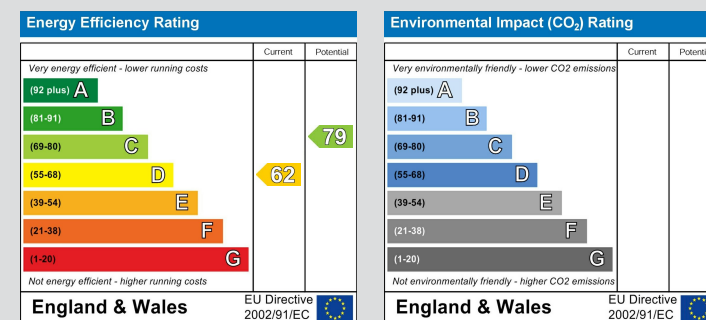 Energy Efficiency Rating
Current Potential
Very energy efficient - lower running costs
(92 plus) A
(81-91) B
(69-80) C
79
(55-68) D
62
(39-54) E
(21-38) F
(1-20) G
Not energy efficient - higher running costs
England & Wales
EU Directive
2002/91/EC
Environmental Impact (CO₂) Rating
Current
Very environmentally friendly - lower CO2 emissions
(92 plus) A
(81-91) B
(69-80) C
(55-68) D
(39-54) E
(21-38) F
(1-20) G
Not environmentally friendly - higher CO2 emissions
England & Wales
EU Directive
2002/91/EC